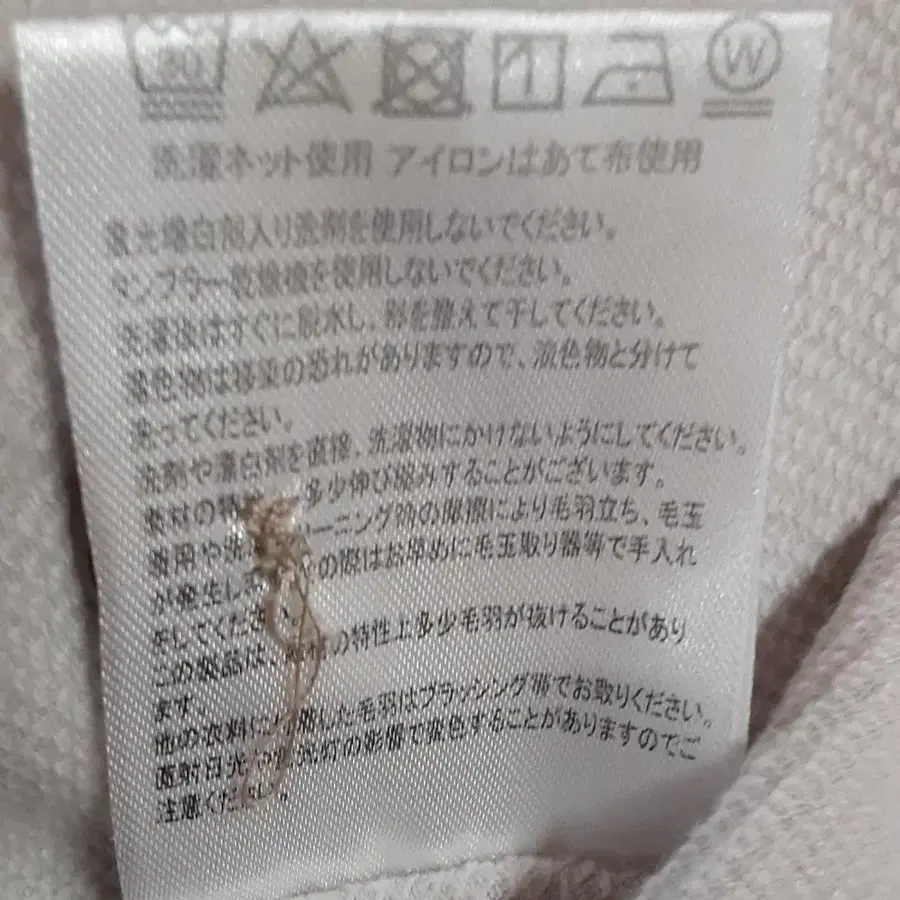 30
W
洗濯ネット使用 アイロンはあて布使用
蛍光増白剤入り洗剤を使用しないでください。
タンブラー乾燥機を使用しないでください。
洗濯後はすぐに脱水し、形を整えて干してください。
濃色物は移染の恐れがありますので、淡色物と分けて
洗ってください。
洗剤や漂白剤を直接、洗濯物にかけないようにしてください。
素材の特性 多少伸び縮みすることがございます。
着用や洗 ーニング時の摩擦により毛羽立ち、毛玉
が発生し の際はお早めに毛玉取り器等で手入れ
をしてください。
この製品は、素材の特性上多少毛羽が抜けることがあり
ます
他の衣料に付着した毛羽はブラッシング等でお取りください。
直射日光や蛍光灯の影響で変色することがありますのでご
注意ください。